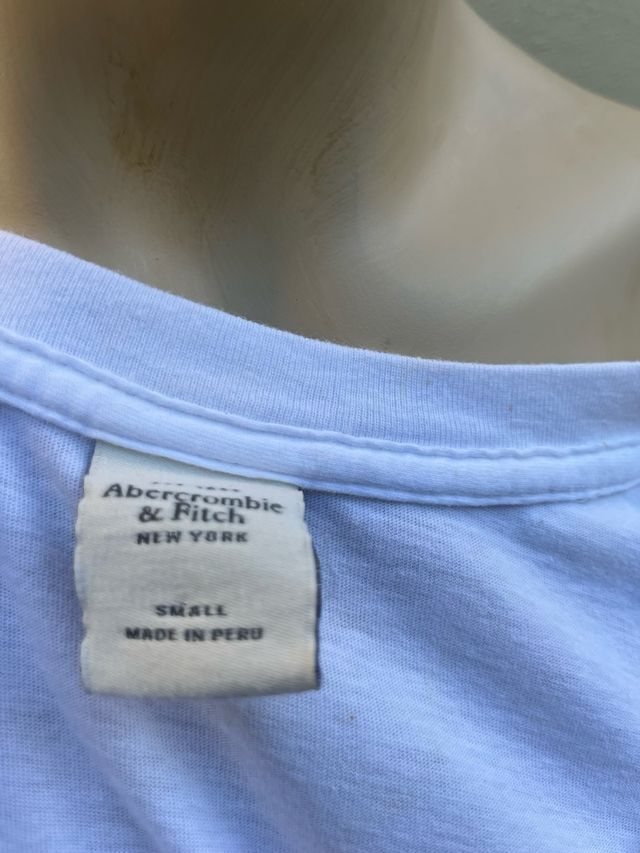 Abercrombie
& Fitch
NEW YORK
SMALL
MADE IN PERU